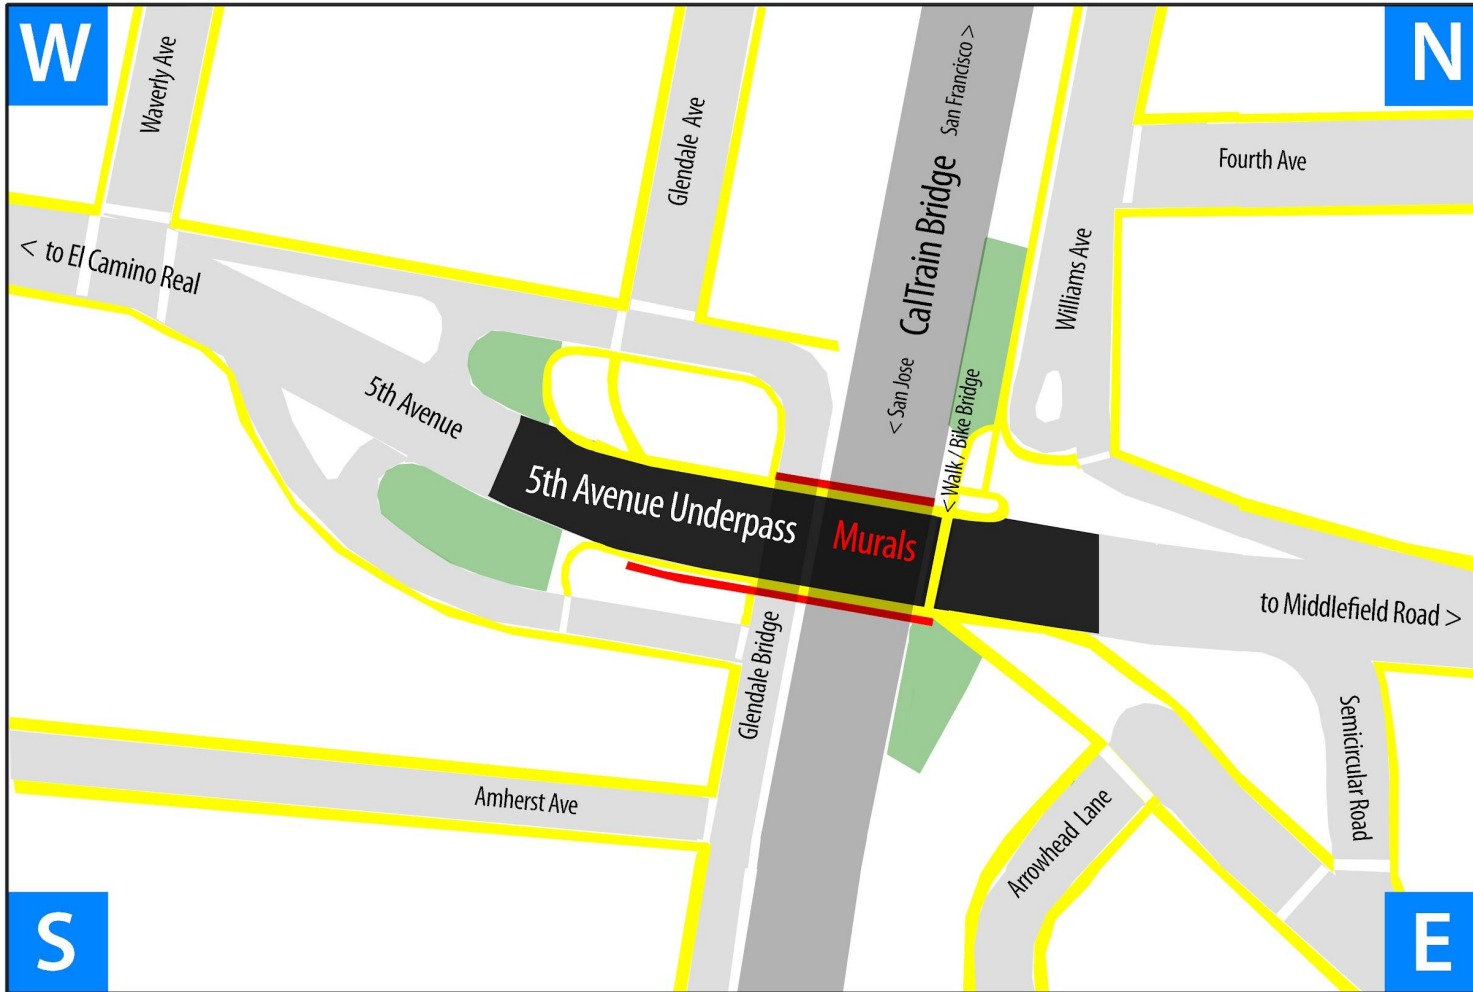 W
N
Waverly Ave
Glendale Ave
San Francisco >
CalTrain Bridge
< San Jose
Fourth Ave
Williams Ave
< to El Camino Real
5th Avenue
< Walk / Bike Bridge
5th Avenue Underpass
Murals
to Middlefield Road >
Glendale Bridge
Semicircular Road
Amherst Ave
Arrowhead Lane
S
E